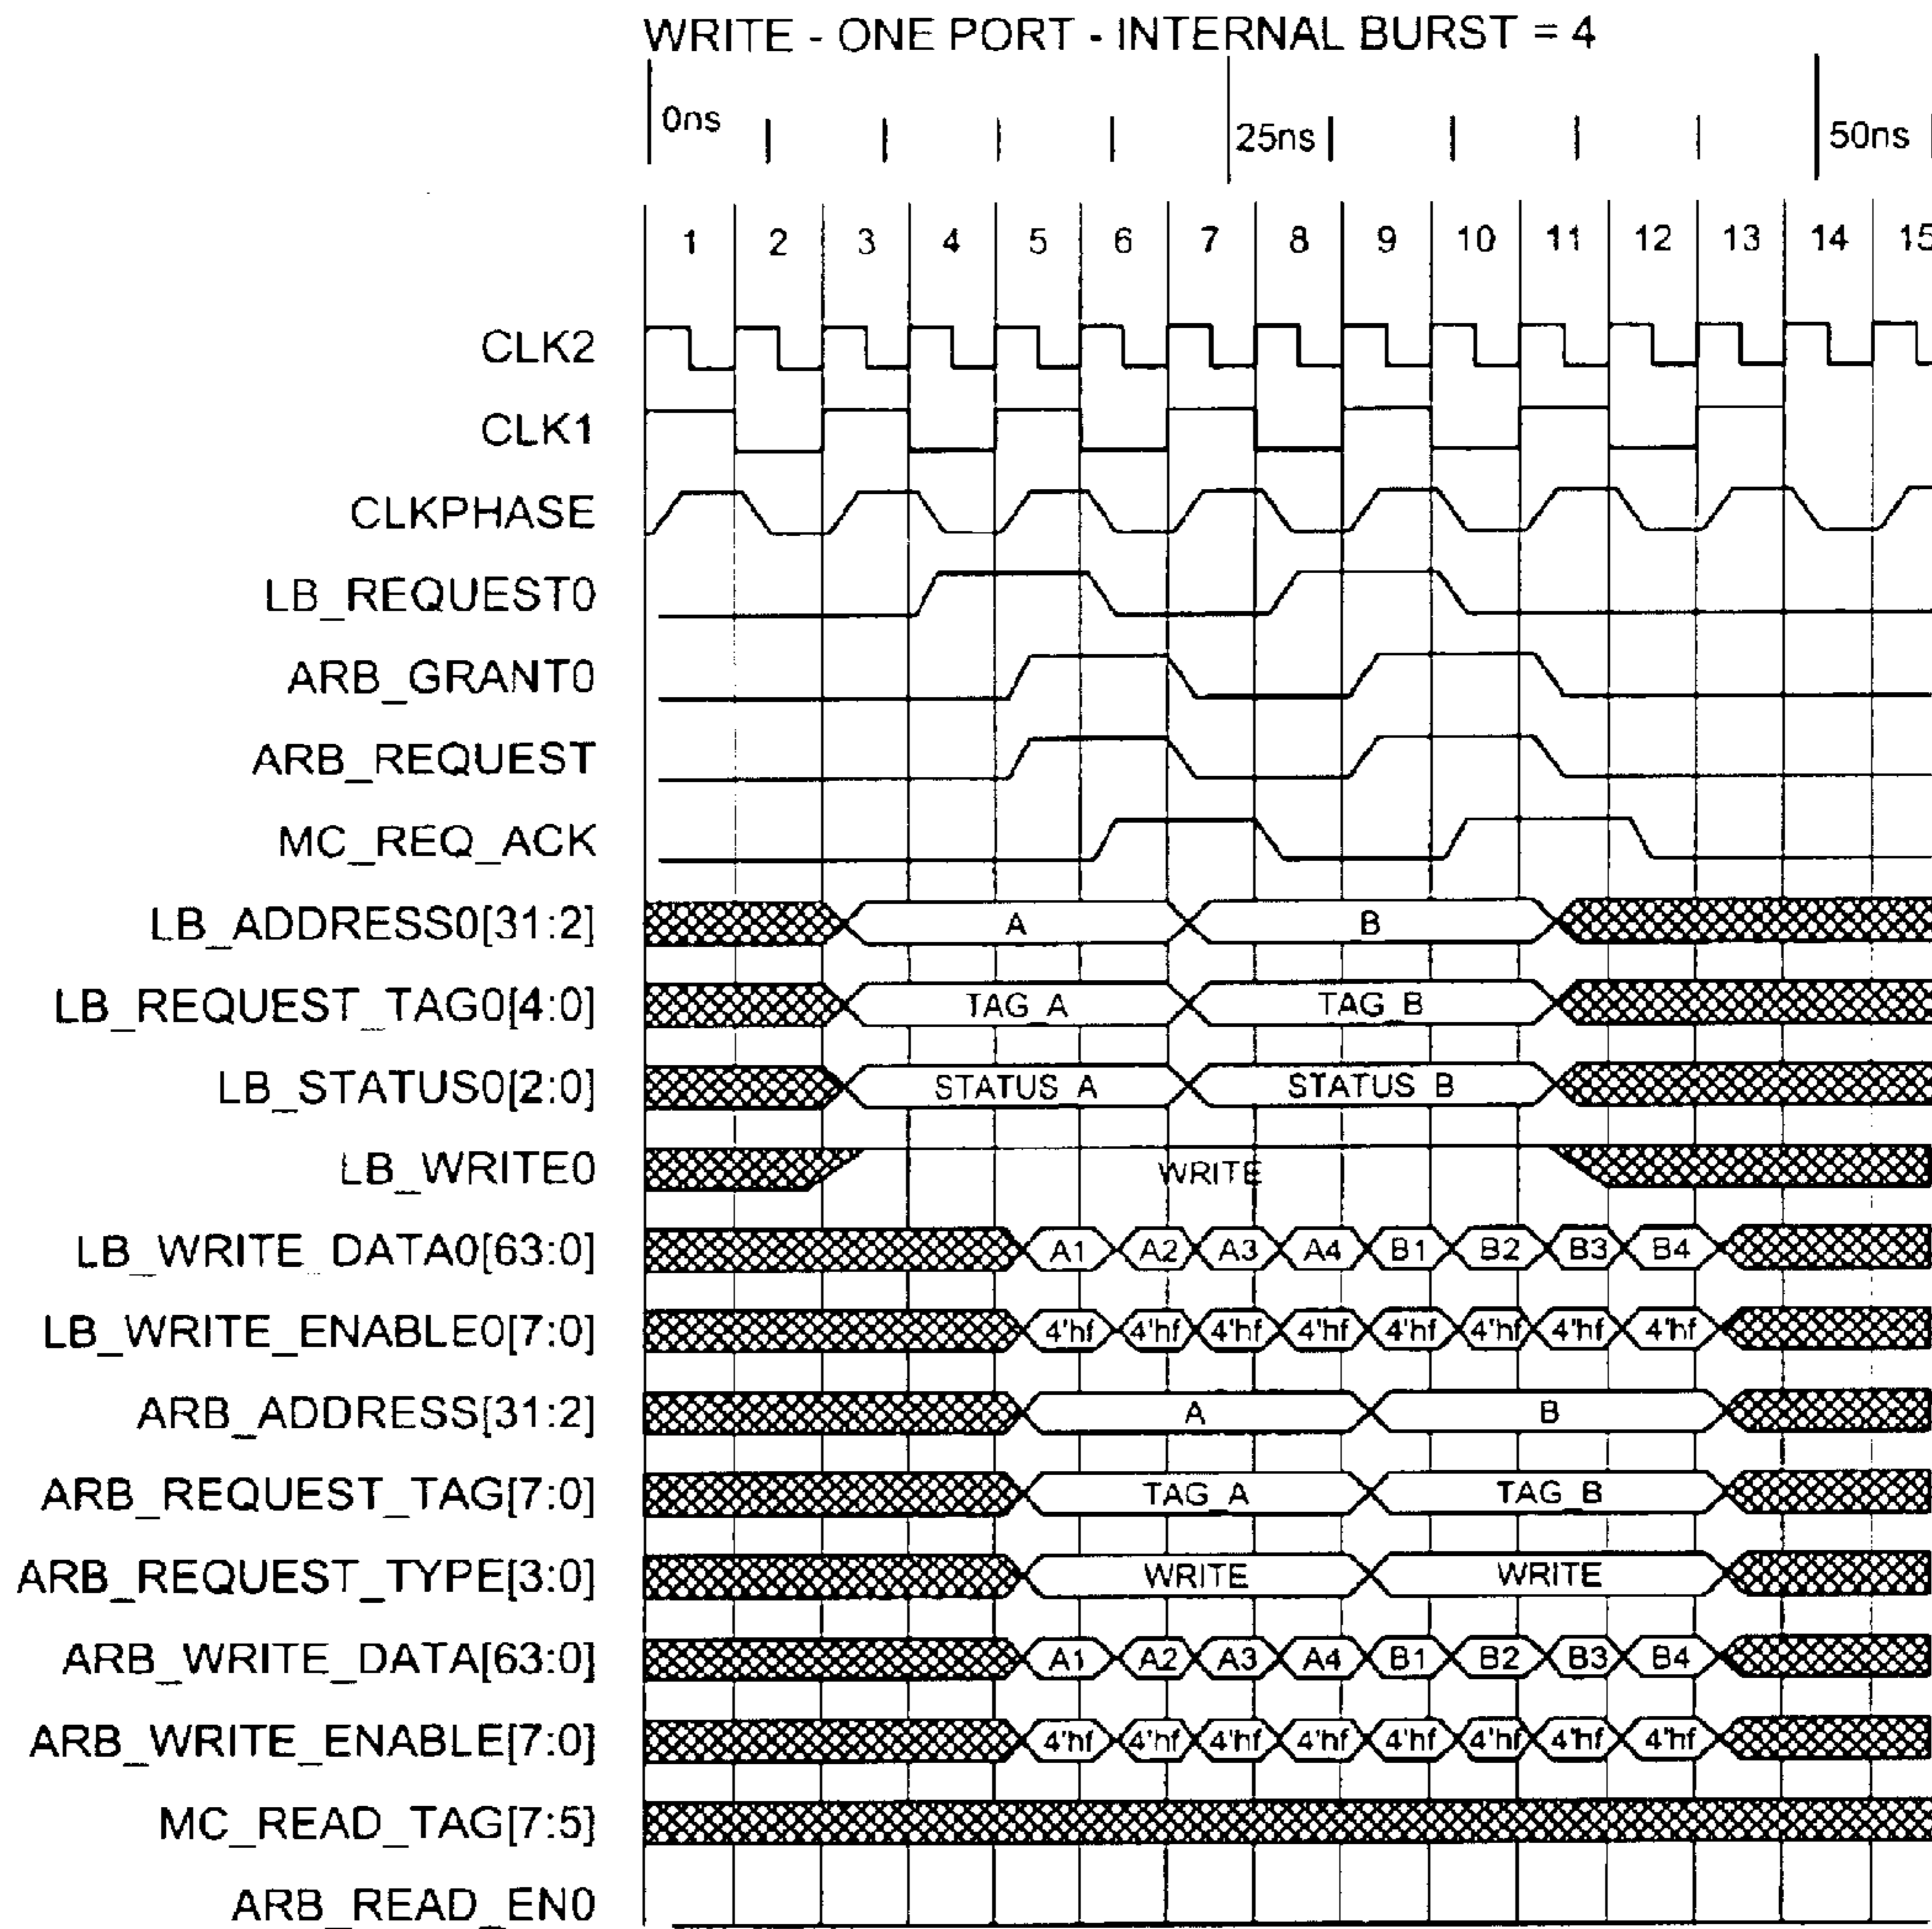 WRITE - ONE PORT - INTERNAL BURST = 4
0ns 25ns 50ns
1 2 3 4 5 6 7 8 9 10 11 12 13 14 15
CLK2
CLK1
CLKPHASE
LB_REQUEST0
ARB_GRANT0
ARB_REQUEST
MC_REQ_ACK
LB_ADDRESS0[31:2] A B
LB_REQUEST_TAG0[4:0] TAG_A TAG_B
LB_STATUS0[2:0] STATUS_A STATUS_B
LB_WRITE0 WRITE
LB_WRITE_DATA0[63:0] A1 A2 A3 A4 B1 B2 B3 B4
LB_WRITE_ENABLE0[7:0] 4'hf 4'hf 4'hf 4'hf 4'hf 4'hf 4'hf 4'hf
ARB_ADDRESS[31:2] A B
ARB_REQUEST_TAG[7:0] TAG_A TAG_B
ARB_REQUEST_TYPE[3:0] WRITE WRITE
ARB_WRITE_DATA[63:0] A1 A2 A3 A4 B1 B2 B3 B4
ARB_WRITE_ENABLE[7:0] 4'hf 4'hf 4'hf 4'hf 4'hf 4'hf 4'hf 4'hf
MC_READ_TAG[7:5]
ARB_READ_EN0